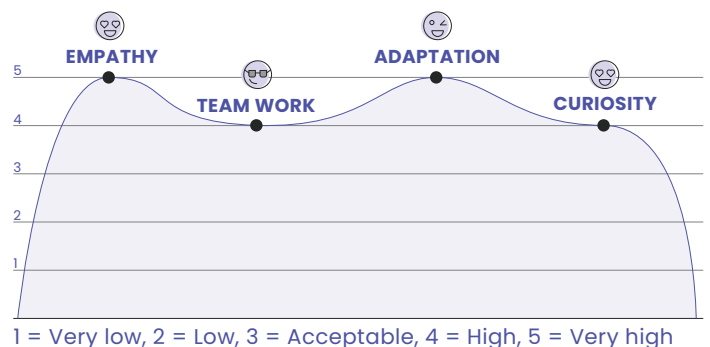 EMPATHY
ADAPTATION
5
TEAM WORK
CURIOSITY
4
3
2
1
1 = Very low, 2 = Low, 3 = Acceptable, 4 = High, 5 = Very high